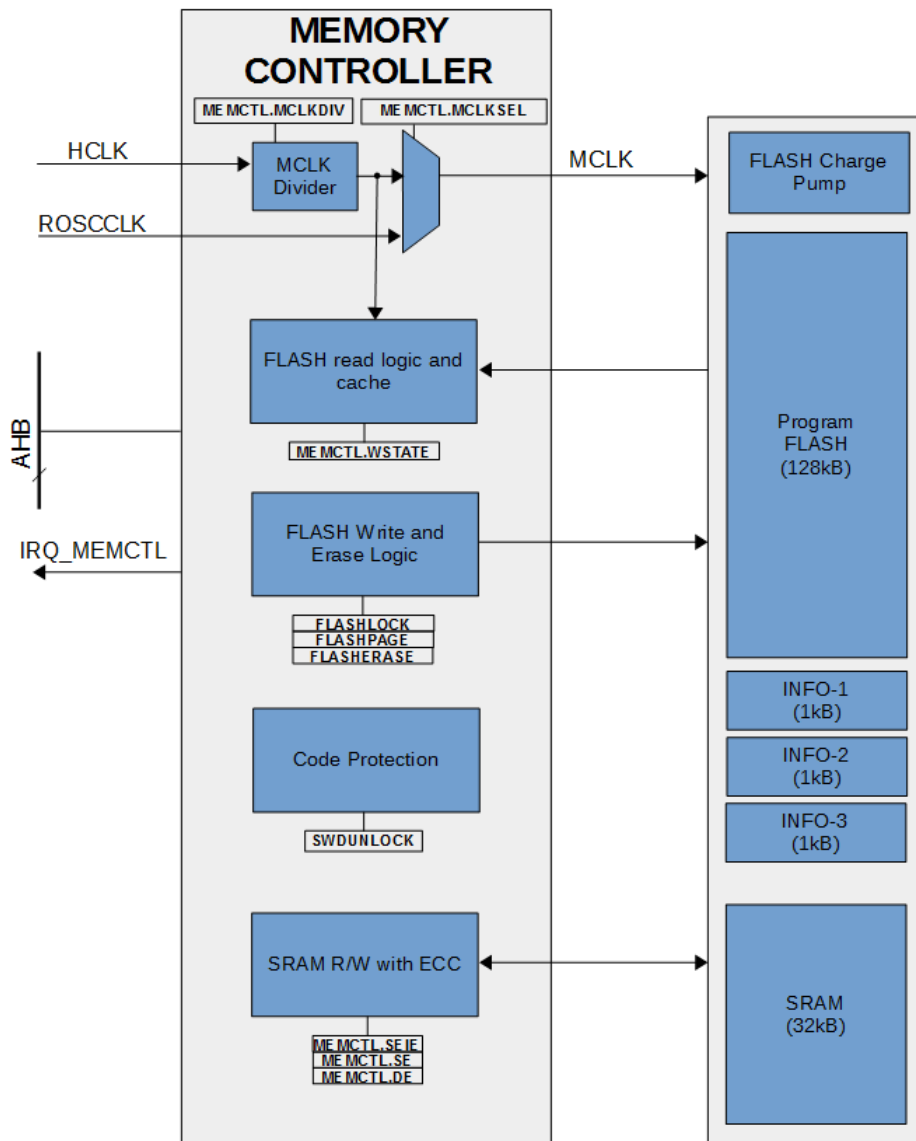 MEMORY
CONTROLLER
MEMCTL.MCLKDIV
MEMCTL.MCLKSEL
HCLK
MCLK
Divider
MCLK
FLASH Charge
Pump
ROSCCLK
FLASH read logic and
cache
MEMCTL.WSTATE
AHB
Program
FLASH
(128kB)
FLASH Write and
Erase Logic
IRQ_MEMCTL
FLASHLOCK
FLASHPAGE
FLASHERASE
INFO-1
(1kB)
INFO-2
(1kB)
INFO-3
(1kB)
Code Protection
SWDUNLOCK
SRAM R/W with ECC
SRAM
(32kB)
MEMCTL.SEIE
MEMCTL.SE
MEMCTL.DE